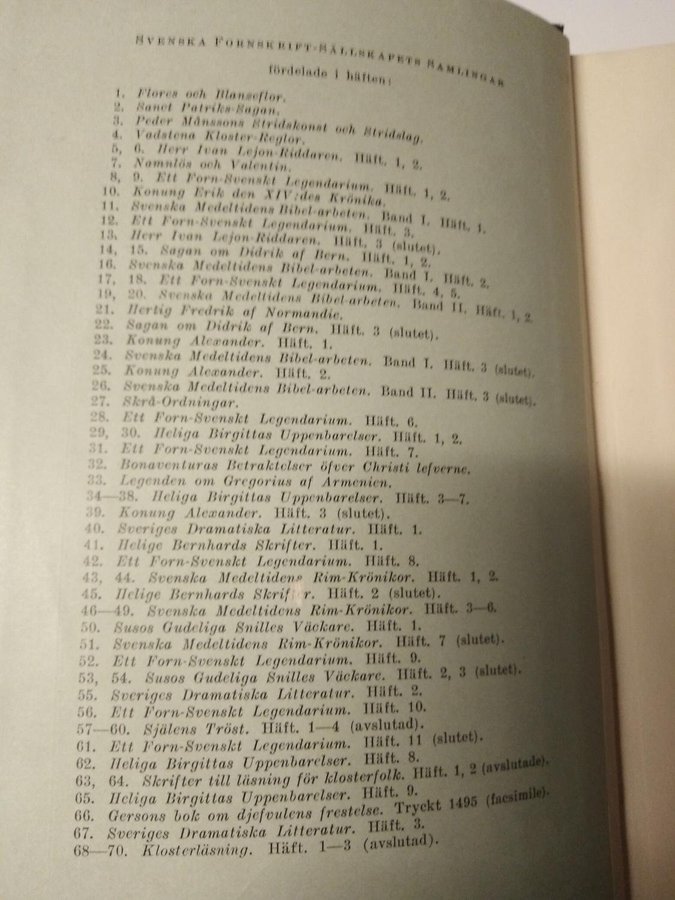 SVENSKA FORNSKRIFT-SÄLLSKAPETS SAMLINGAR
fördelade i häften:
1. Flores och Blanseflor.
2. Sanct Patriks-Sagan.
3. Peder Månssons Stridskonst och Stridslag.
4. Vadstena Kloster-Reglor.
5, 6. Herr Ivan Lejon-Riddaren. Häft. 1, 2.
7. Namnlös och Valentin.
8, 9. Ett Forn-Svenskt Legendarium. Häft. 1, 2.
10. Konung Erik den XIV:des Krönika.
11. Svenska Medeltidens Bibel-arbeten. Band I. Häft. 1.
12. Ett Forn-Svenskt Legendarium. Häft. 3.
13. Herr Ivan Lejon-Riddaren. Häft. 3 (slutet).
14, 15. Sagan om Didrik af Bern. Häft. 1, 2.
16. Svenska Medeltidens Bibel-arbeten. Band I. Häft. 2.
17, 18. Ett Forn-Svenskt Legendarium. Häft. 4, 5.
19, 20. Svenska Medeltidens Bibel-arbeten. Band II. Häft. 1, 2.
21. Hertig Fredrik af Normandie.
22. Sagan om Didrik af Bern. Häft. 3 (slutet).
23. Konung Alexander. Häft. 1.
24. Svenska Medeltidens Bibel-arbeten. Band I. Häft. 3 (slutet).
25. Konung Alexander. Häft. 2.
26. Svenska Medeltidens Bibel-arbeten. Band II. Häft. 3 (slutet).
27. Skrå-Ordningar.
28. Ett Forn-Svenskt Legendarium. Häft. 6.
29, 30. Heliga Birgittas Uppenbarelser. Häft. 1, 2.
31. Ett Forn-Svenskt Legendarium. Häft. 7.
32. Bonaventuras Betraktelser öfver Christi lefverne.
33. Legenden om Gregorius af Armenien.
34—38. Heliga Birgittas Uppenbarelser. Häft. 3—7.
39. Konung Alexander. Häft. 3 (slutet).
40. Sveriges Dramatiska Litteratur. Häft. 1.
41. Helige Bernhards Skrifter. Häft. 1.
42. Ett Forn-Svenskt Legendarium. Häft. 8.
43, 44. Svenska Medeltidens Rim-Krönikor. Häft. 1, 2.
45. Helige Bernhards Skrifter. Häft. 2 (slutet).
46—49. Svenska Medeltidens Rim-Krönikor. Häft. 3—6.
50. Susos Gudeliga Snilles Väckare. Häft. 1.
51. Svenska Medeltidens Rim-Krönikor. Häft. 7 (slutet).
52. Ett Forn-Svenskt Legendarium. Häft. 9.
53, 54. Susos Gudeliga Snilles Väckare. Häft. 2, 3 (slutet).
55. Sveriges Dramatiska Litteratur. Häft. 2.
56. Ett Forn-Svenskt Legendarium. Häft. 10.
57—60. Själens Tröst. Häft. 1—4 (avslutad).
61. Ett Forn-Svenskt Legendarium. Häft. 11 (slutet).
62. Heliga Birgittas Uppenbarelser. Häft. 8.
63, 64. Skrifter till läsning för klosterfolk. Häft. 1, 2 (avslutade).
65. Heliga Birgittas Uppenbarelser. Häft. 9.
66. Gersons bok om djefvulens frestelse. Tryckt 1495 (facsimile).
67. Sveriges Dramatiska Litteratur. Häft. 3.
68—70. Klosterläsning. Häft. 1—3 (avslutad).